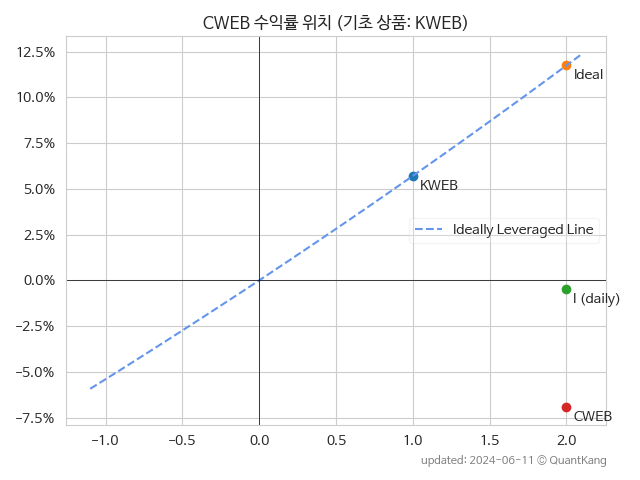 CWEB 수익률 위치 (기초 상품: KWEB)
12.5%
10.0%
7.5%
5.0%
2.5%
0.0%
−2.5%
−5.0%
−7.5%
Ideal
KWEB
Ideally Leveraged Line
I (daily)
CWEB
−1.0 −0.5 0.0 0.5 1.0 1.5 2.0
updated: 2024-06-11 © QuantKang